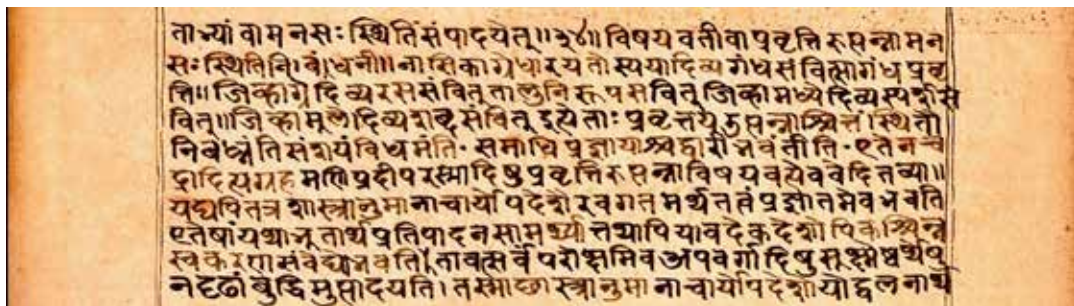 ताभ्यां वा मनसः स्थितिं संपादयेत्॥३४॥विषयवती वा प्रवृत्तिरुत्पन्ना मन
सः स्थितिनिबंधनी॥नासिकाग्रे धारयतोस्य या दिव्यगंधसंवित्सा गंधप्रवृ
त्ति॥जिव्हाग्रे दिव्यरससंवित् तालुनि रूपसंवित् जिव्हामध्ये दिव्यस्पर्शसं
वित्॥जिव्हामूले दिव्यशब्दसंवित् इत्येताः प्रवृत्तय उत्पन्नाश्चित्तं स्थितौ
निबध्नंति संशयं विधमंति॰ समाधिप्रज्ञायाश्च द्वारीभवंतीति॰ एतेन चं
द्रादित्यग्रहमणिप्रदीपरस्मादिषु प्रवृत्तिरुत्पन्ना विषयवत्येव वेदितव्या॥
यद्यपि तत्र शास्त्रानुमानाचार्योपदेशैरवगतमर्थतत्वं प्रज्ञातमेव भवति
एतेषां यथाभूतार्थप्रतिपादनसामर्थ्यात् तथापि यावदेकदेशोपि कश्चिन्न
स्वकरणसंवेद्यो भवति। तावत्सर्वं परोक्षमिव अपवर्गादिषु सूक्ष्मेष्वर्थेषु
न दृढां बुद्धिमुत्पादयति। तस्माछास्त्रानुमानाचार्योपदेशोपोद्बलनार्थ